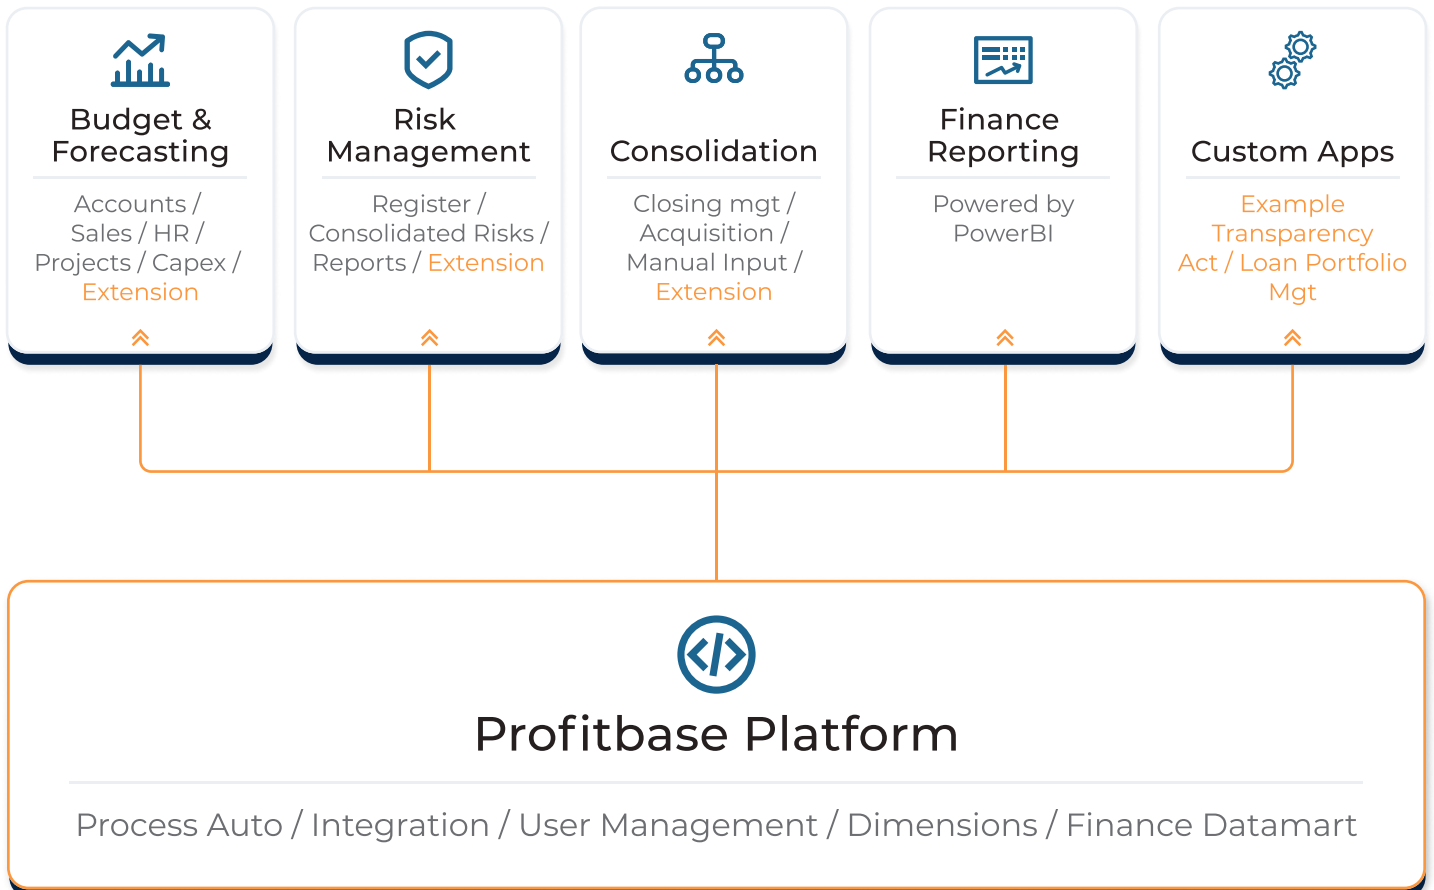 Budget &
Forecasting
Accounts /
Sales / HR /
Projects / Capex /
Extension
Risk
Management
Register /
Consolidated Risks /
Reports / Extension
Consolidation
Closing mgt /
Acquisition /
Manual Input /
Extension
Finance
Reporting
Powered by
PowerBI
Custom Apps
Example
Transparency
Act / Loan Portfolio
Mgt
Profitbase Platform
Process Auto / Integration / User Management / Dimensions / Finance Datamart